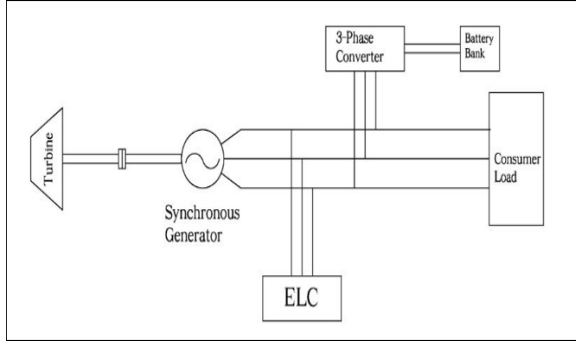 3-Phase
Converter
Battery
Bank
Turbine
Consumer
Load
Synchronous
Generator
ELC